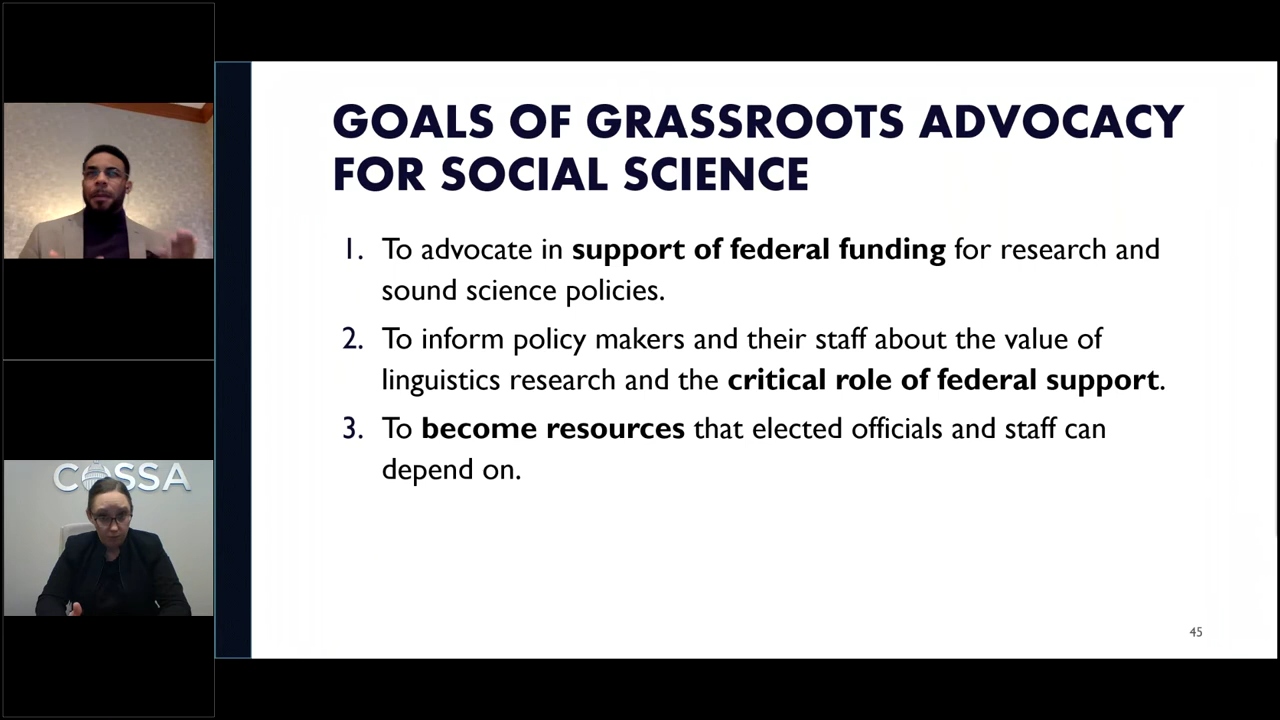 GOALS OF GRASSROOTS ADVOCACY
FOR SOCIAL SCIENCE
1. To advocate in support of federal funding for research and
sound science policies.
2. To inform policy makers and their staff about the value of
linguistics research and the critical role of federal support.
3. To become resources that elected officials and staff can
depend on.
COSSA
45